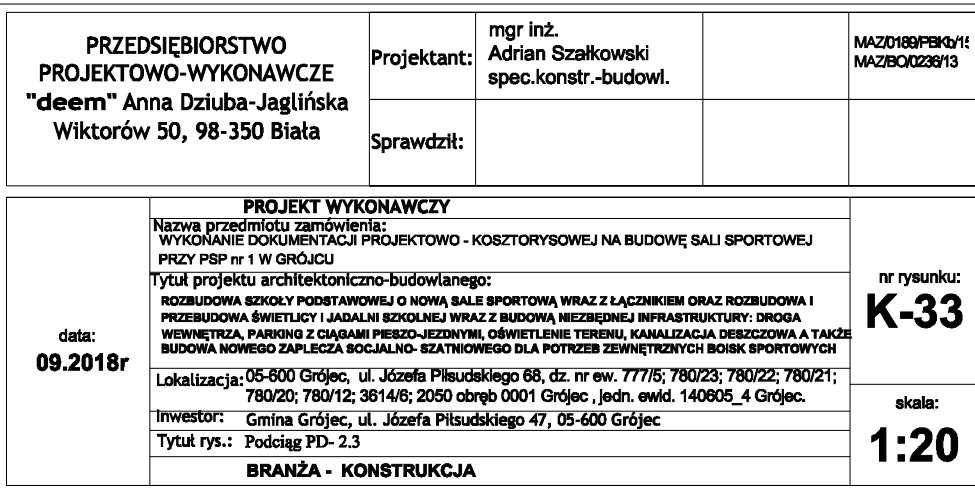 PRZEDSIĘBIORSTWO
PROJEKTOWO-WYKONAWCZE
"deem" Anna Dziuba-Jaglińska
Wiktorów 50, 98-350 Biała
Projektant:
mgr inż.
Adrian Szałkowski
spec.konstr.-budowl.
MAZ/0189/PBKb/15
MAZ/BO/0236/13
Sprawdził:
data:
09.2018r
PROJEKT WYKONAWCZY
Nazwa przedmiotu zamówienia:
WYKONANIE DOKUMENTACJI PROJEKTOWO - KOSZTORYSOWEJ NA BUDOWĘ SALI SPORTOWEJ
PRZY PSP nr 1 W GRÓJCU
Tytuł projektu architektoniczno-budowlanego:
ROZBUDOWA SZKOŁY PODSTAWOWEJ O NOWĄ SALE SPORTOWĄ WRAZ Z ŁĄCZNIKIEM ORAZ ROZBUDOWA I
PRZEBUDOWA ŚWIETLICY I JADALNI SZKOLNEJ WRAZ Z BUDOWĄ NIEZBĘDNEJ INFRASTRUKTURY: DROGA
WEWNĘTRZA, PARKING Z CIĄGAMI PIESZO-JEZDNYMI, OŚWIETLENIE TERENU, KANALIZACJA DESZCZOWA A TAKŻE
BUDOWA NOWEGO ZAPLECZA SOCJALNO- SZATNIOWEGO DLA POTRZEB ZEWNĘTRZNYCH BOISK SPORTOWYCH
Lokalizacja: 05-600 Grójec, ul. Józefa Piłsudskiego 68, dz. nr ew. 777/5; 780/23; 780/22; 780/21;
780/20; 780/12; 3614/6; 2050 obręb 0001 Grójec , jedn. ewid. 140605_4 Grójec.
Inwestor: Gmina Grójec, ul. Józefa Piłsudskiego 47, 05-600 Grójec
Tytuł rys.: Podciąg PD- 2.3
BRANŻA - KONSTRUKCJA
nr rysunku:
K-33
skala:
1:20